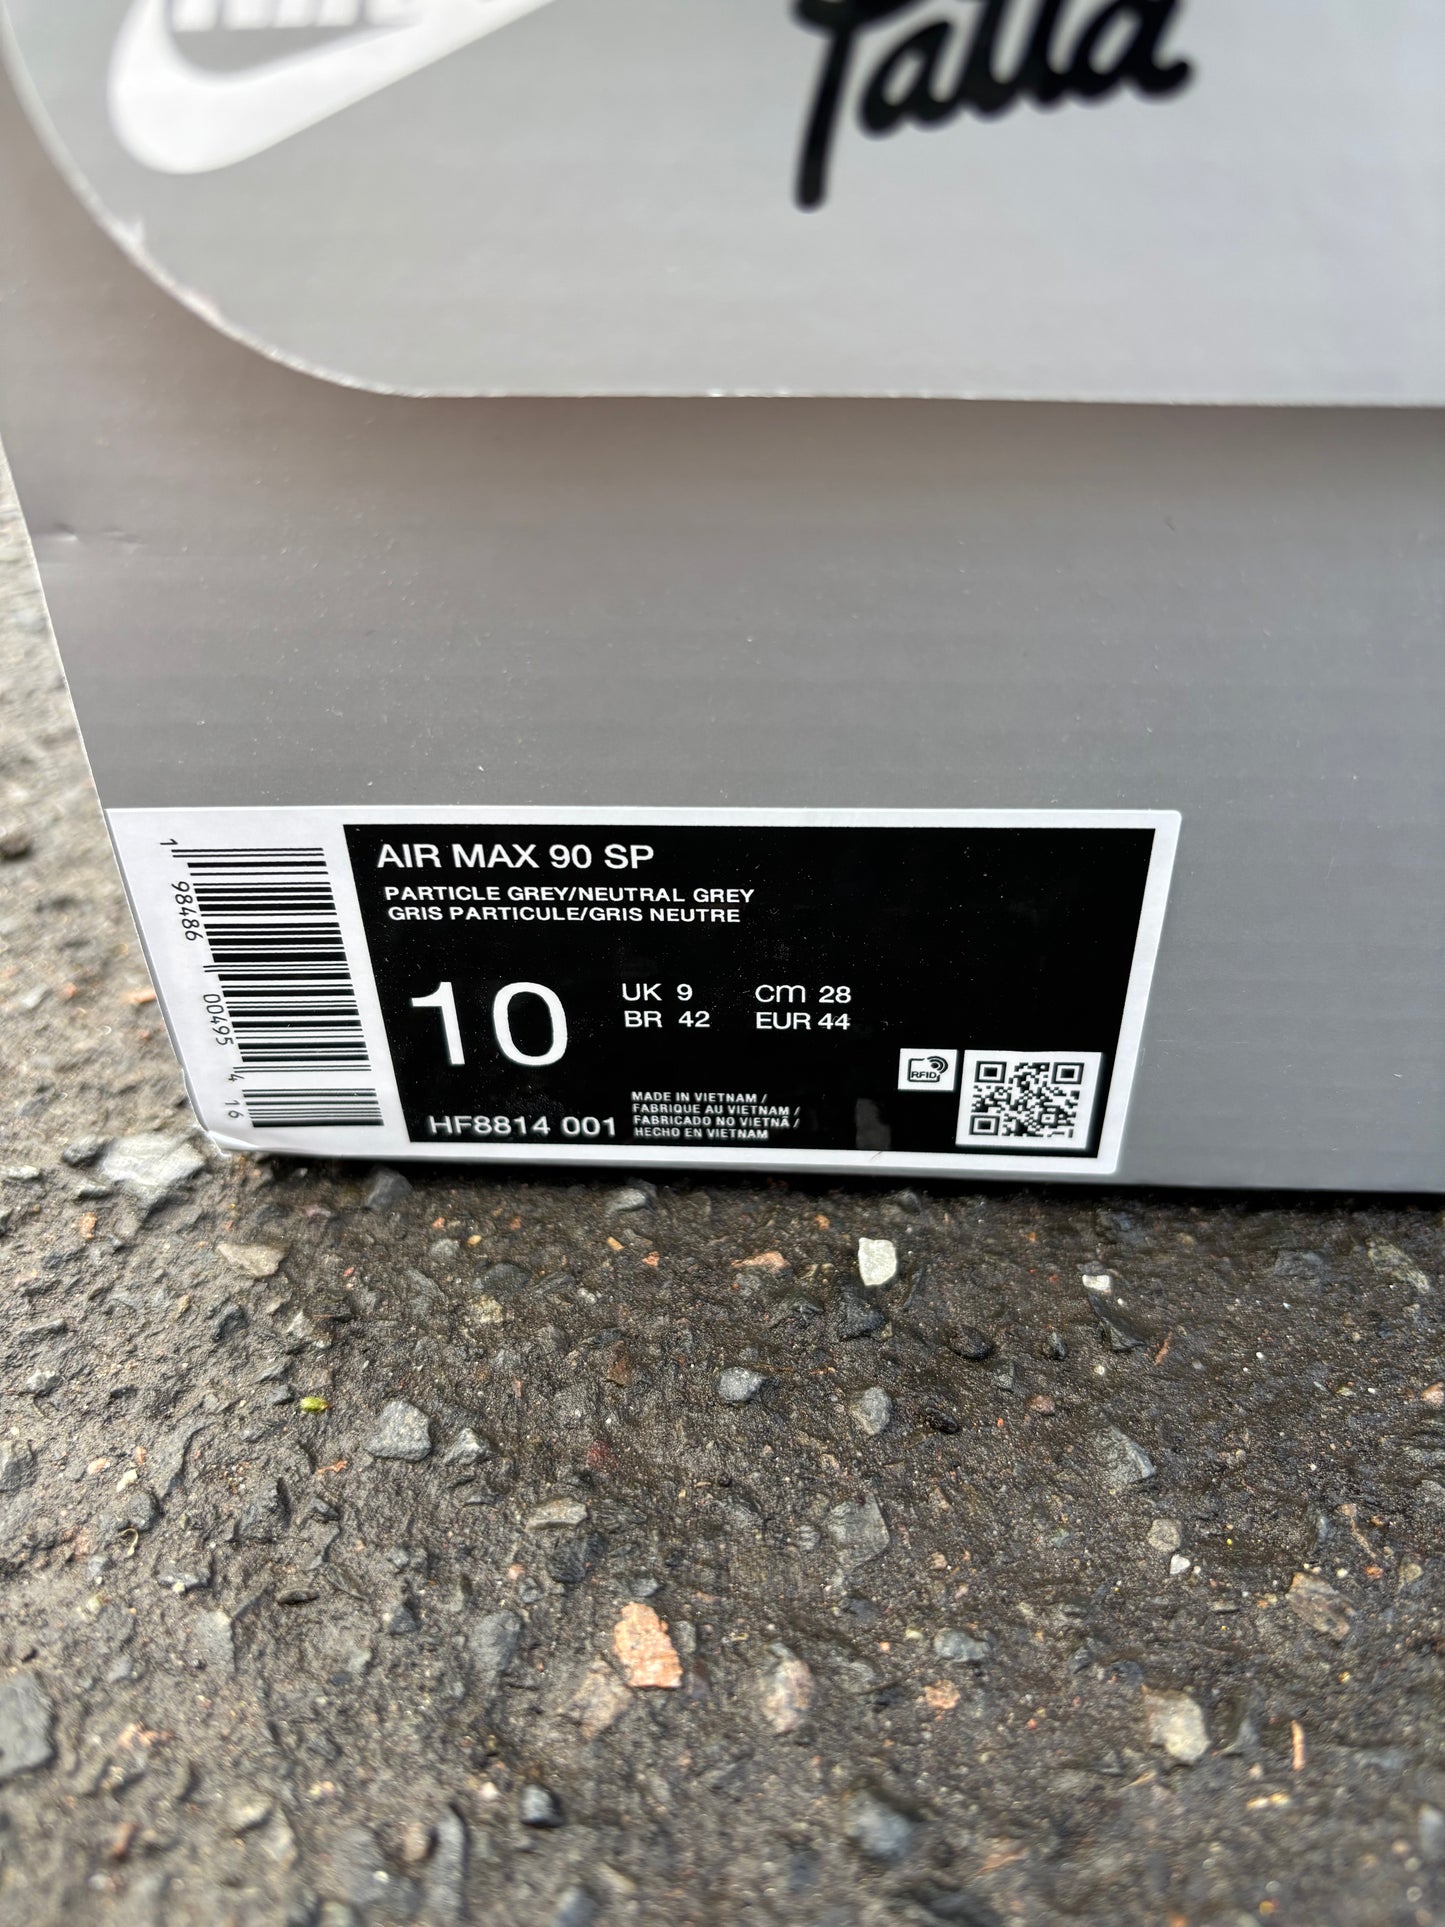 Patta
AIR MAX 90 SP
PARTICLE GREY/NEUTRAL GREY
GRIS PARTICULE/GRIS NEUTRE
10
UK 9 cm 28
BR 42 EUR 44
HF8814 001
MADE IN VIETNAM /
FABRIQUE AU VIETNAM /
FABRICADO NO VIETNÃ /
HECHO EN VIETNAM
RFID
1 98486 00495 4 16